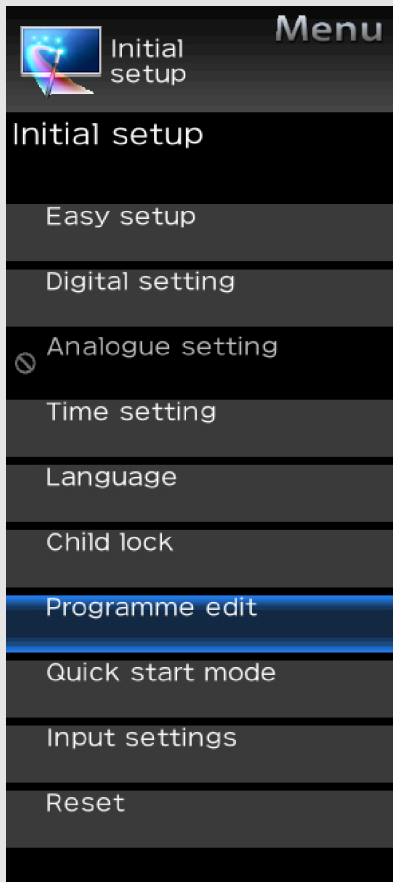 Menu
Initial
setup
Initial setup
Easy setup
Digital setting
Analogue setting
Time setting
Language
Child lock
Programme edit
Quick start mode
Input settings
Reset